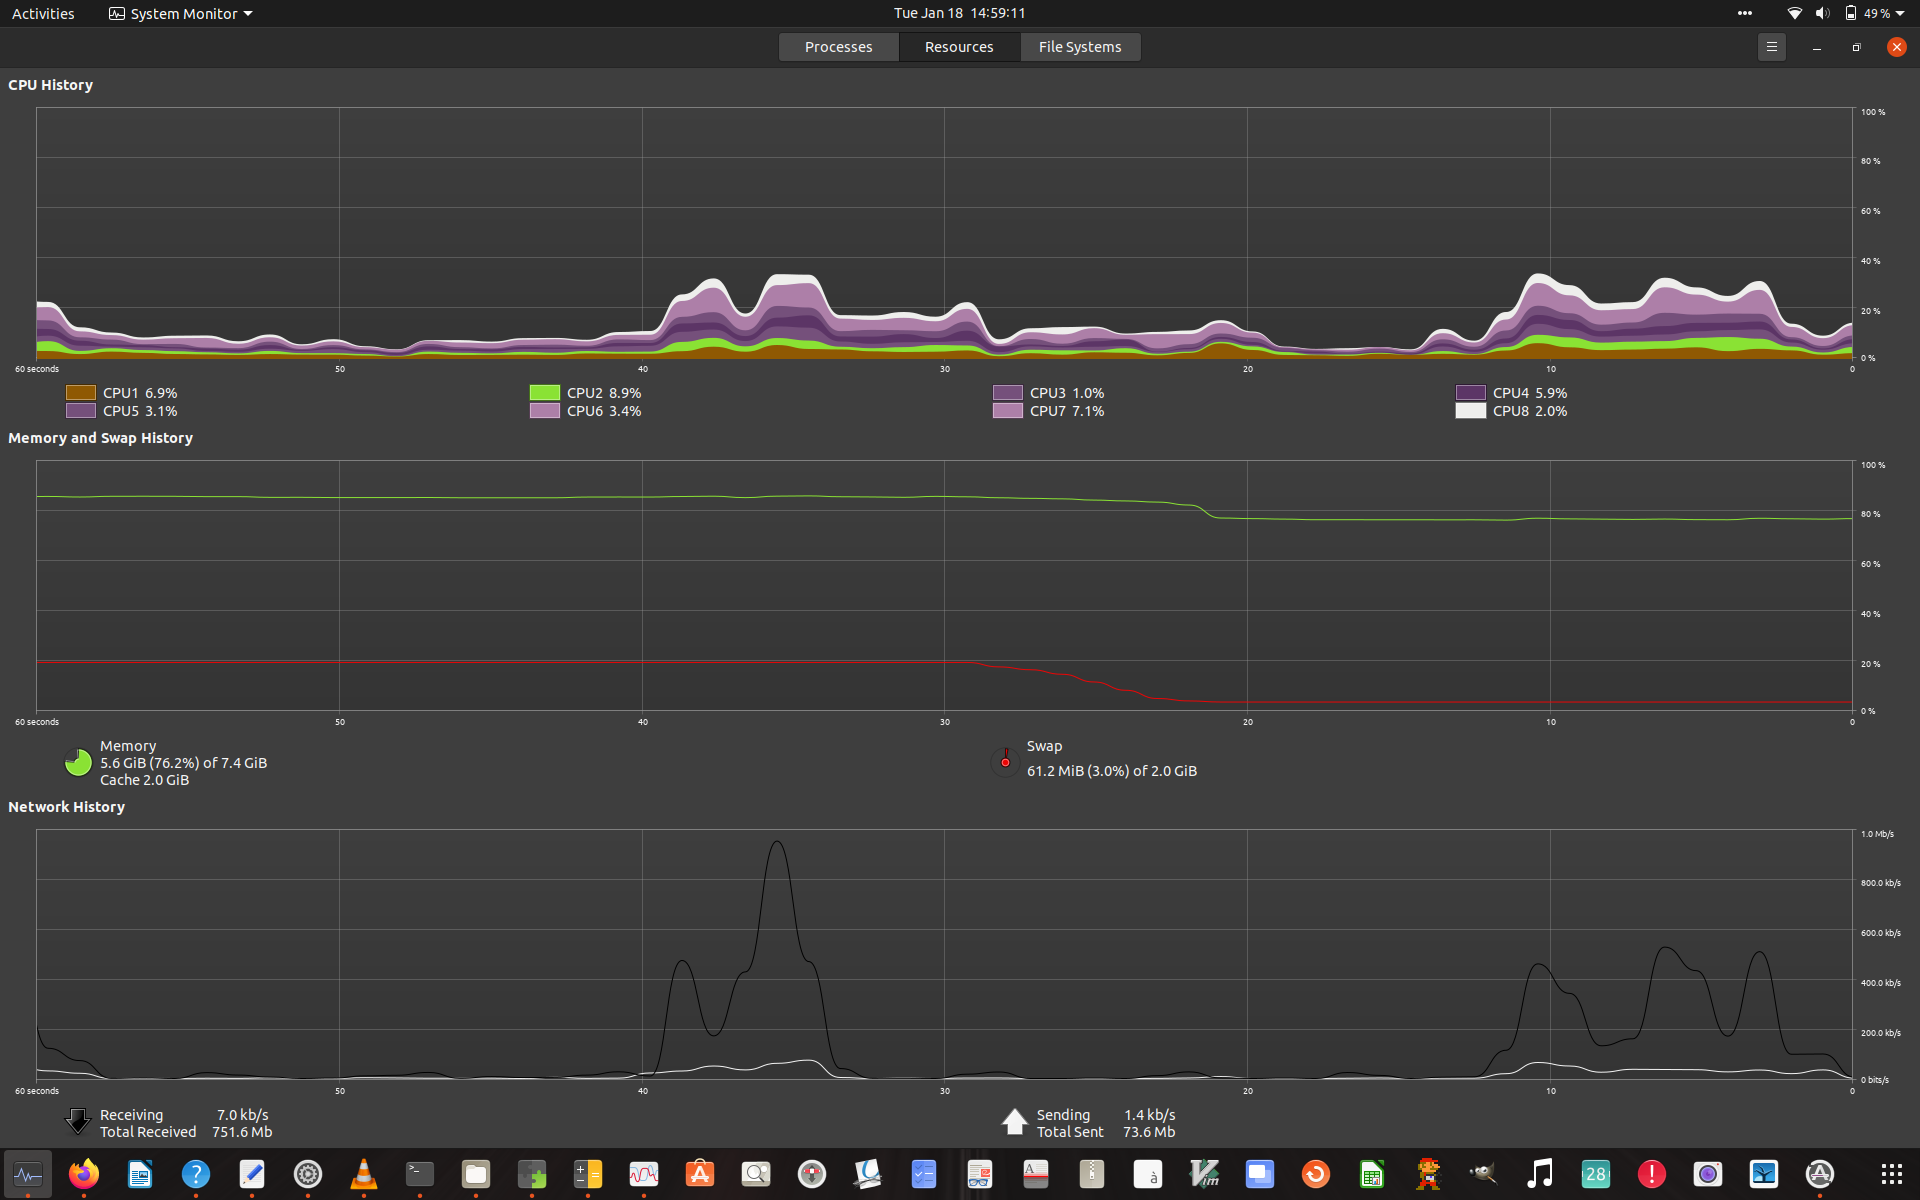 Activities System Monitor Tue Jan 18 14:59:11 49 %
Processes Resources File Systems
CPU History
100 %
80 %
60 %
40 %
20 %
0 %
60 seconds 50 40 30 20 10 0
CPU1 6.9% CPU2 8.9% CPU3 1.0% CPU4 5.9%
CPU5 3.1% CPU6 3.4% CPU7 7.1% CPU8 2.0%
Memory and Swap History
100 %
80 %
60 %
40 %
20 %
0 %
60 seconds 50 40 30 20 10 0
Memory
5.6 GiB (76.2%) of 7.4 GiB
Cache 2.0 GiB
Swap
61.2 MiB (3.0%) of 2.0 GiB
Network History
1.0 Mb/s
800.0 kb/s
600.0 kb/s
400.0 kb/s
200.0 kb/s
0 bits/s
60 seconds 50 40 30 20 10 0
Receiving 7.0 kb/s
Total Received 751.6 Mb
Sending 1.4 kb/s
Total Sent 73.6 Mb
? >_ A A à Vim 28 !